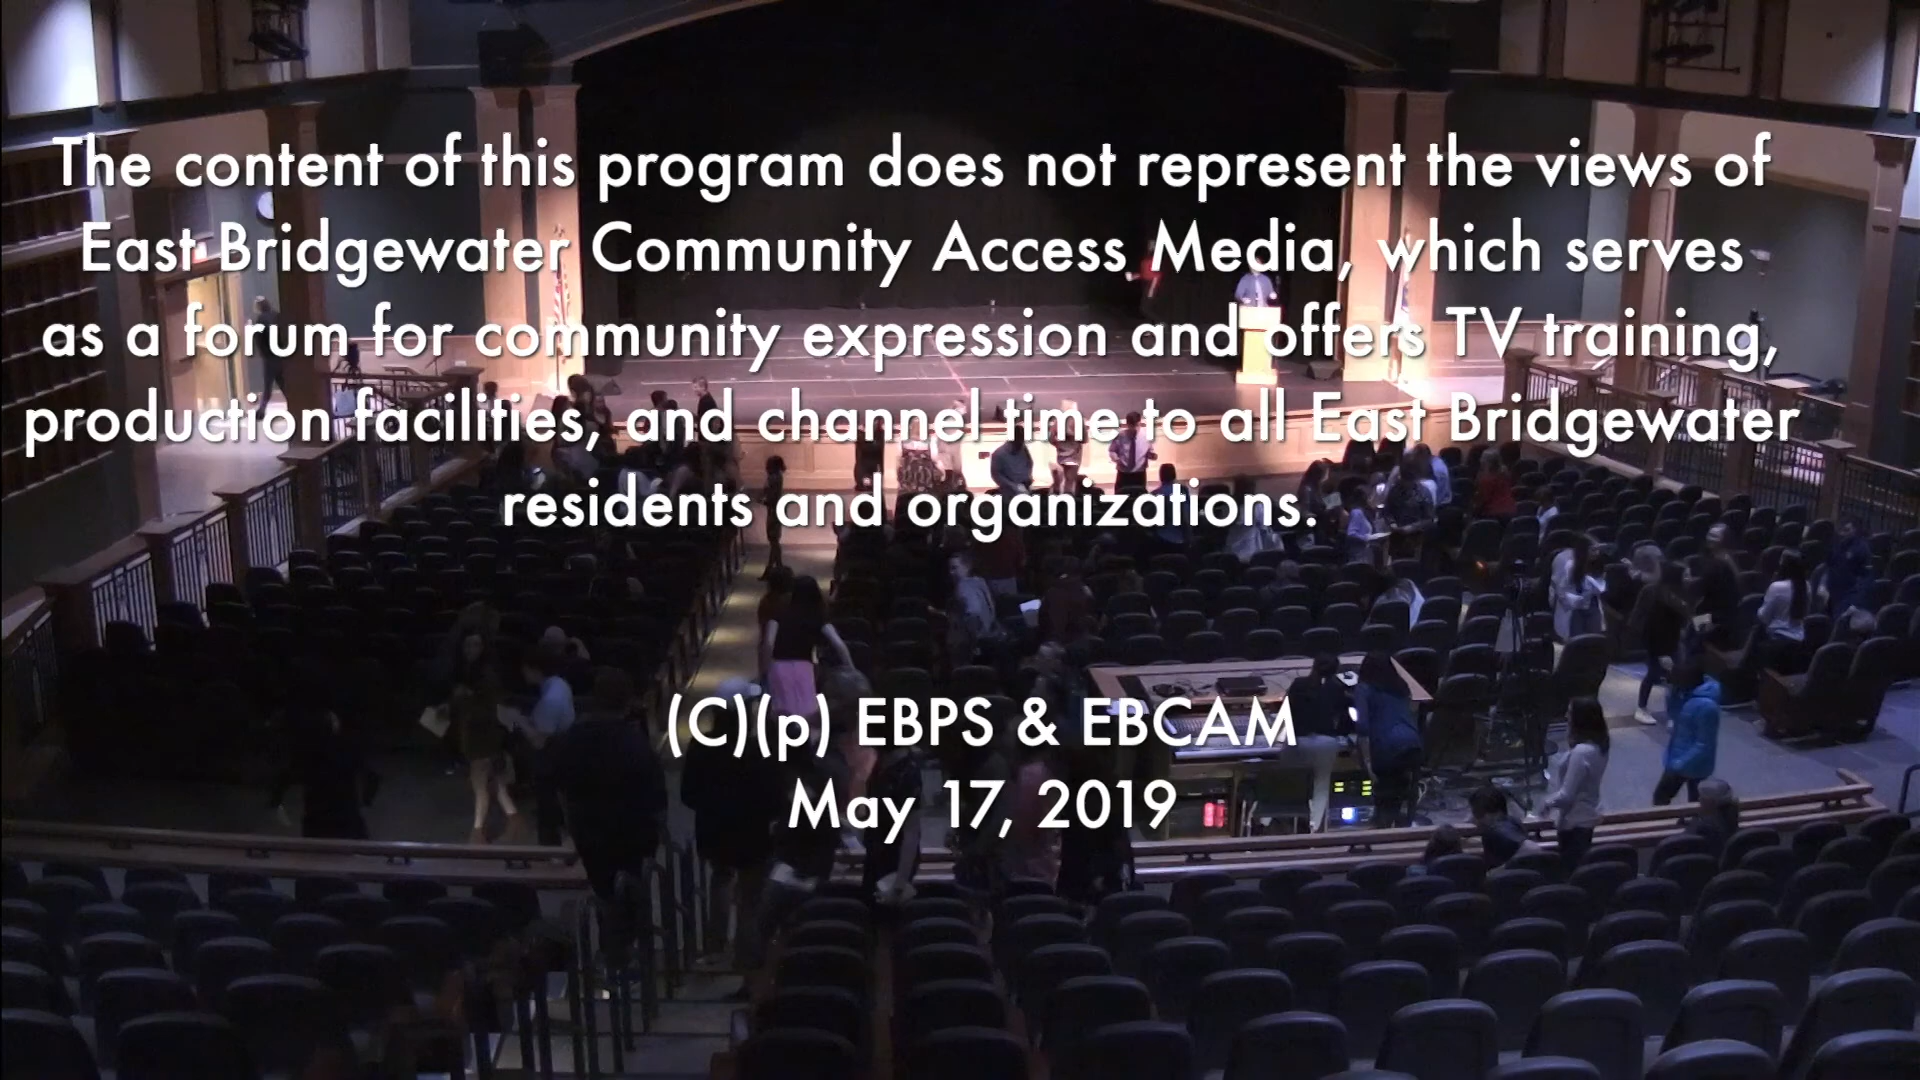 The content of this program does not represent the views of
East Bridgewater Community Access Media, which serves
as a forum for community expression and offers TV training,
production facilities, and channel time to all East Bridgewater
residents and organizations.
(C)(p) EBPS & EBCAM
May 17, 2019